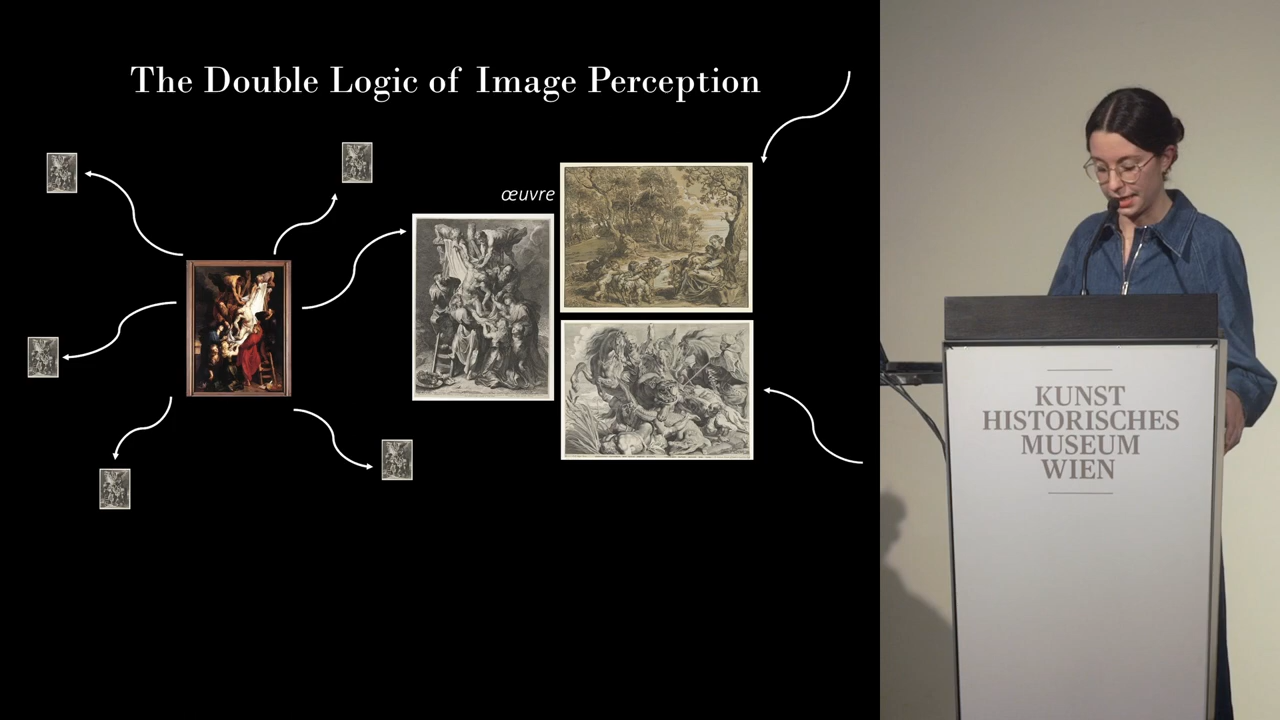 The Double Logic of Image Perception
œuvre
KUNST
HISTORISCHES
MUSEUM
WIEN